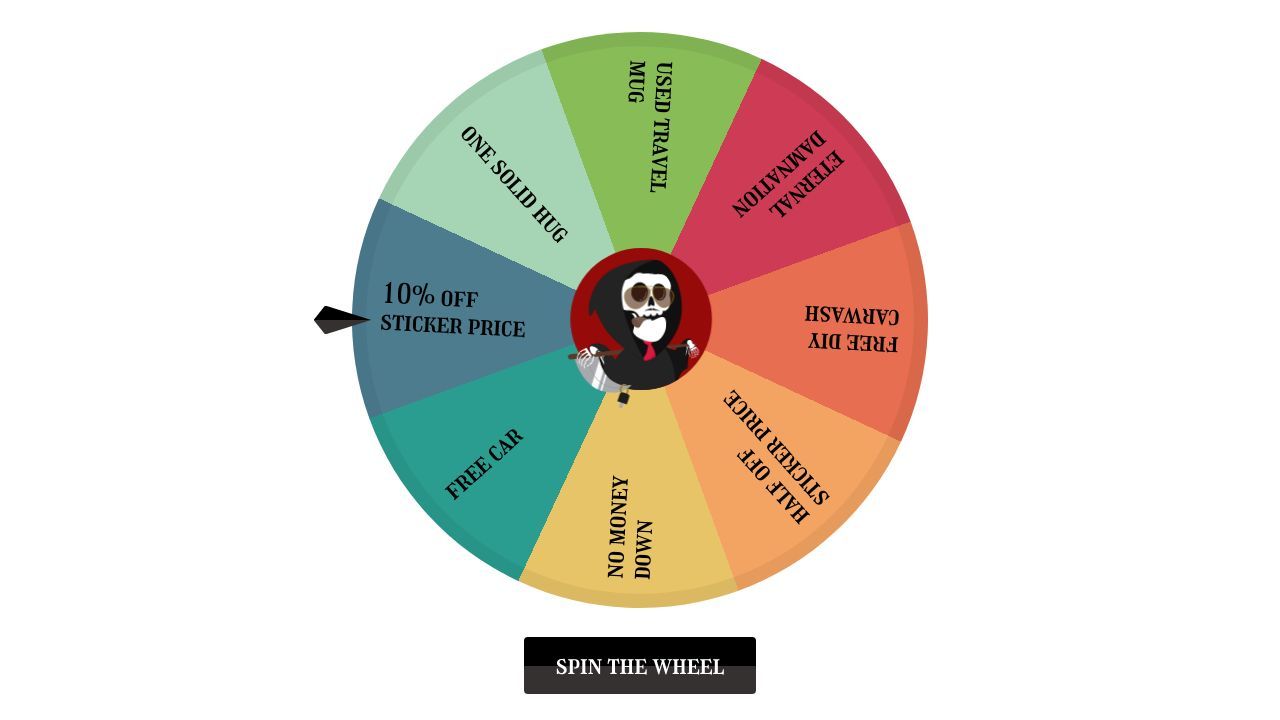 USED TRAVEL
MUG
ETERNAL
DAMNATION
FREE DIY
CARWASH
HALF OFF
STICKER PRICE
NO MONEY
DOWN
FREE CAR
10% OFF
STICKER PRICE
ONE SOLID HUG
SPIN THE WHEEL